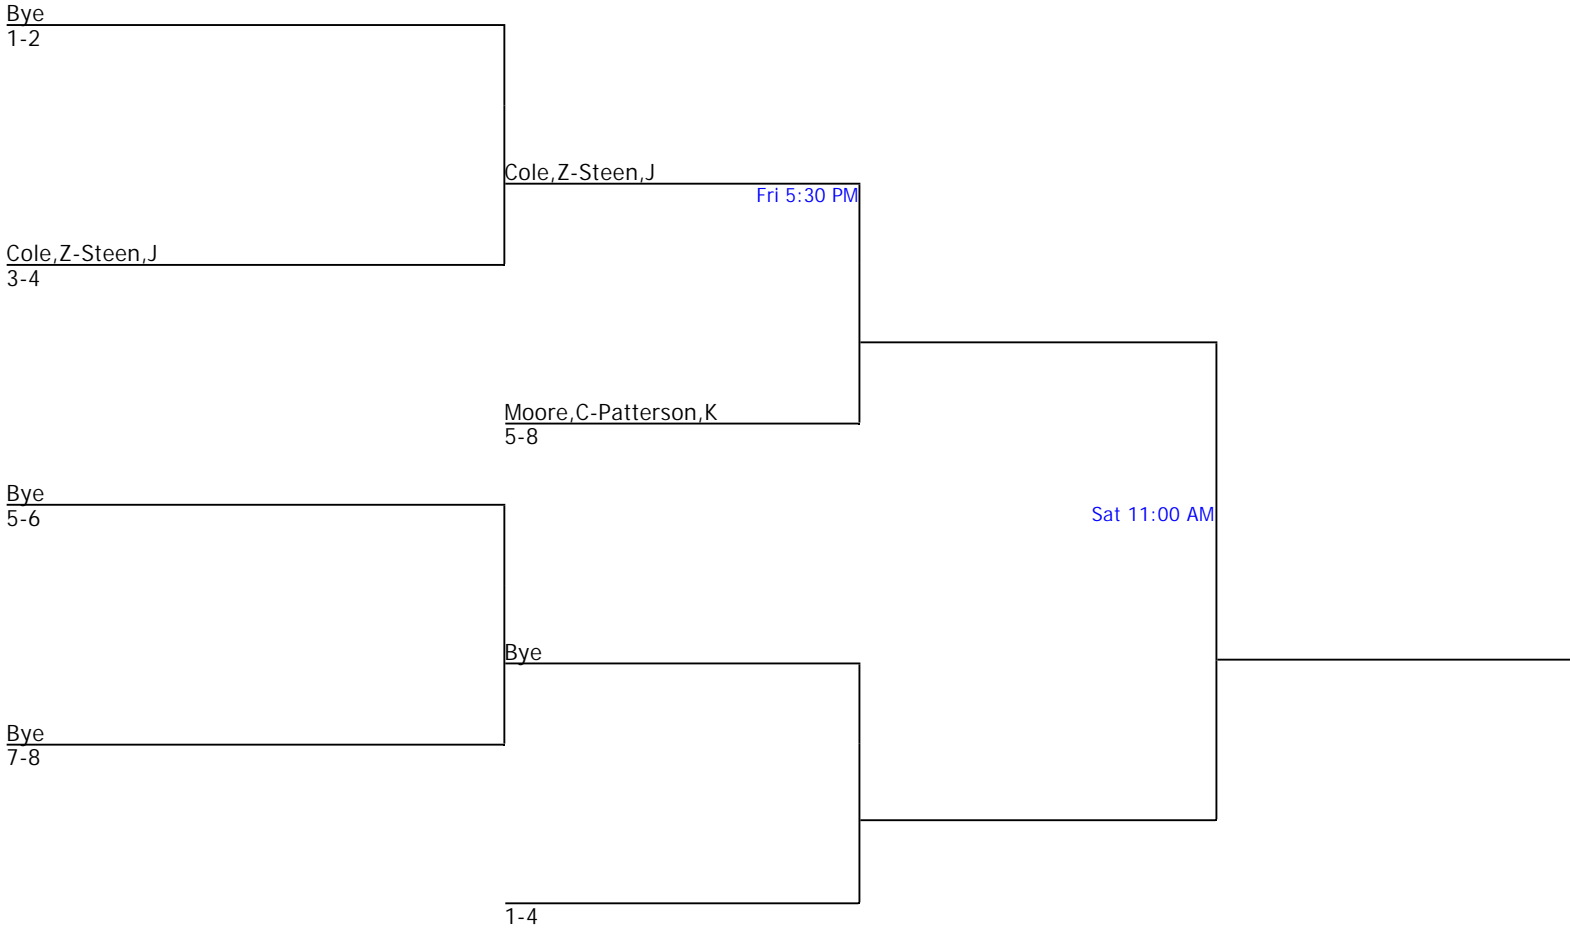 Bye
1-2
Cole,Z-Steen,J
Fri 5:30 PM
Cole,Z-Steen,J
3-4
Moore,C-Patterson,K
5-8
Bye
5-6
Sat 11:00 AM
Bye
Bye
7-8
1-4